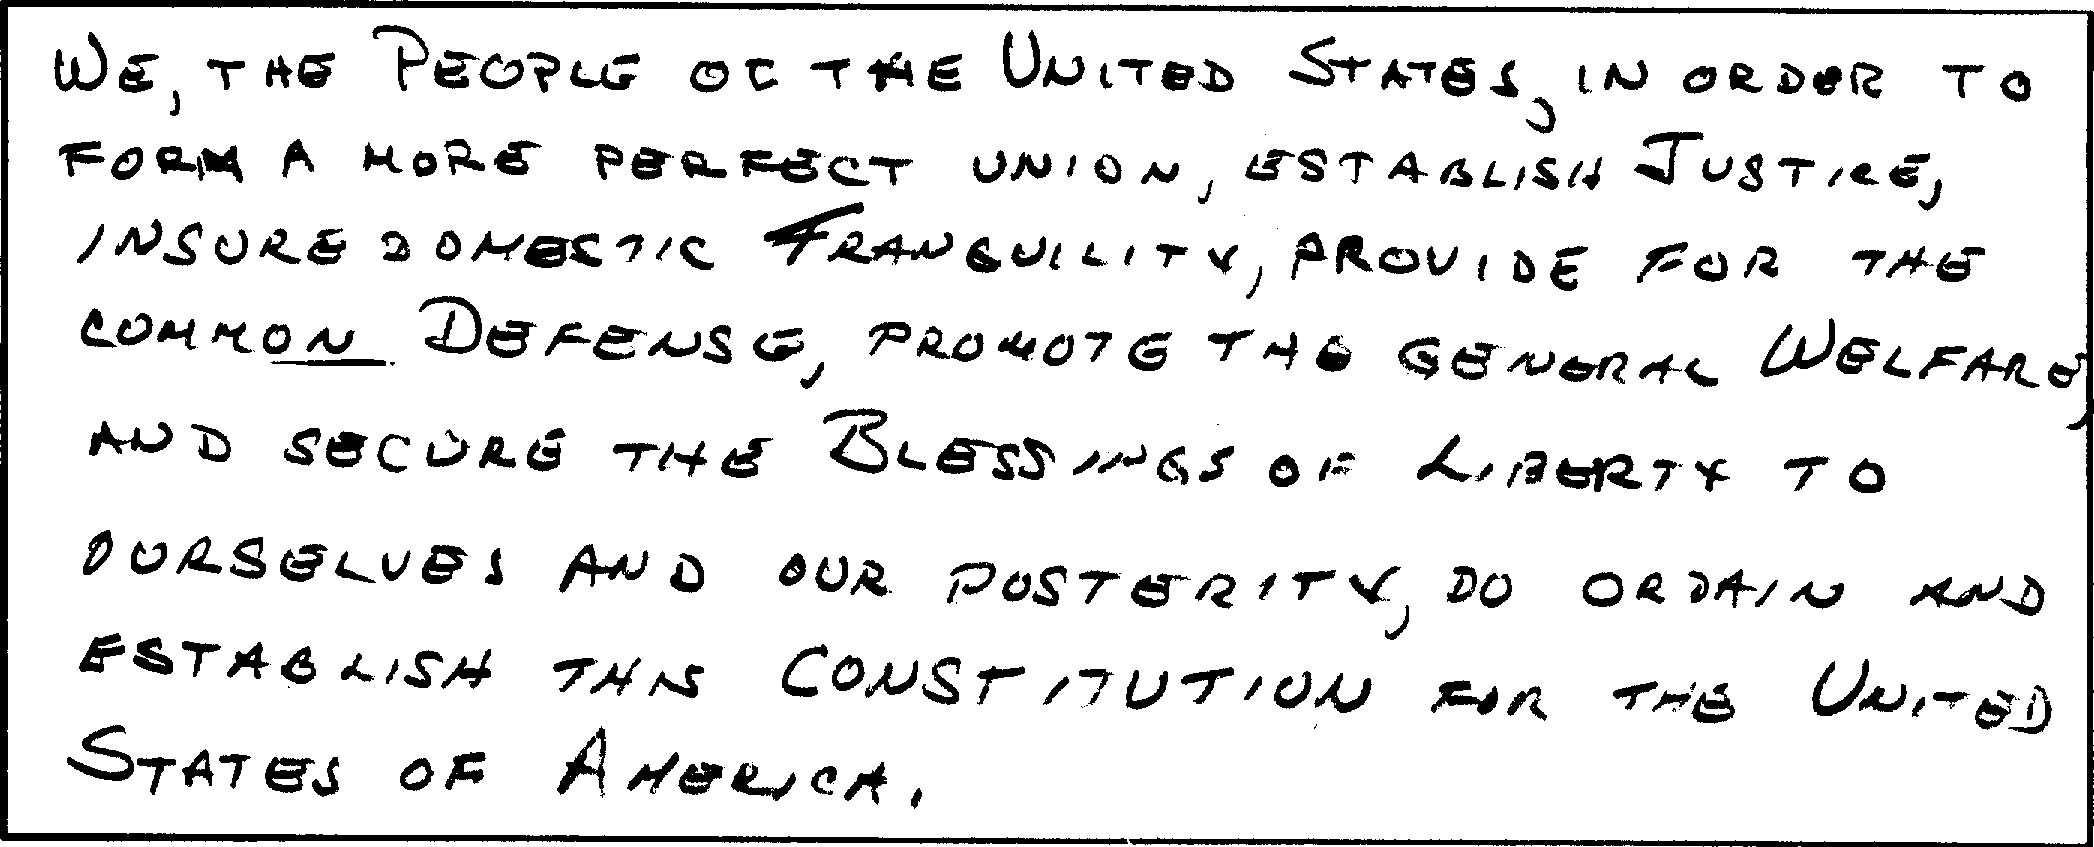 WE, THE PEOPLE OF THE UNITED STATES, IN ORDER TO
FORM A MORE PERFECT UNION, ESTABLISH JUSTICE,
INSURE DOMESTIC TRANQUILITY, PROVIDE FOR THE
COMMON DEFENSE, PROMOTE THE GENERAL WELFARE,
AND SECURE THE BLESSINGS OF LIBERTY TO
OURSELVES AND OUR POSTERITY, DO ORDAIN AND
ESTABLISH THIS CONSTITUTION FOR THE UNITED
STATES OF AMERICA.